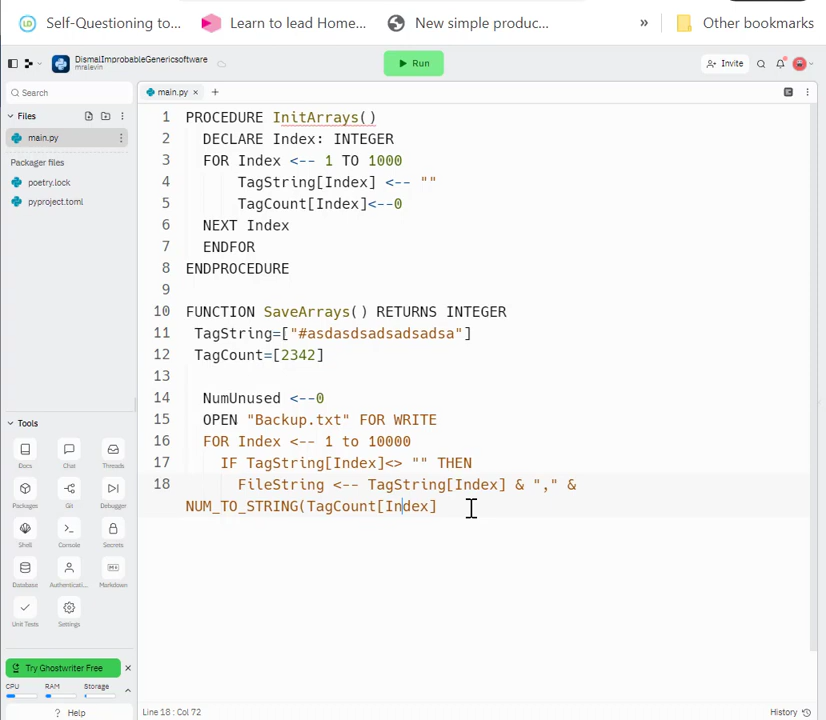 Self-Questioning to...
Learn to lead Home...
New simple produc...
»
Other bookmarks
DismalImprobableGenericsoftware
mralevin
Run
Invite
Search
main.py
Files
main.py
Packager files
poetry.lock
pyproject.toml
1 PROCEDURE InitArrays()
2 DECLARE Index: INTEGER
3 FOR Index <-- 1 TO 1000
4 TagString[Index] <-- ""
5 TagCount[Index]<--0
6 NEXT Index
7 ENDFOR
8 ENDPROCEDURE
9
10 FUNCTION SaveArrays() RETURNS INTEGER
11 TagString=["#asdasdsadsadsadsa"]
12 TagCount=[2342]
13
14 NumUnused <--0
15 OPEN "Backup.txt" FOR WRITE
16 FOR Index <-- 1 to 10000
17 IF TagString[Index]<> "" THEN
18 FileString <-- TagString[Index] & "," &
NUM_TO_STRING(TagCount[Index]
Tools
Docs Chat Threads
Packages Git Debugger
Shell Console Secrets
Database Authenticati... Markdown
Unit Tests Settings
Try Ghostwriter Free
CPU RAM Storage
? Help
Line 18 : Col 72
History